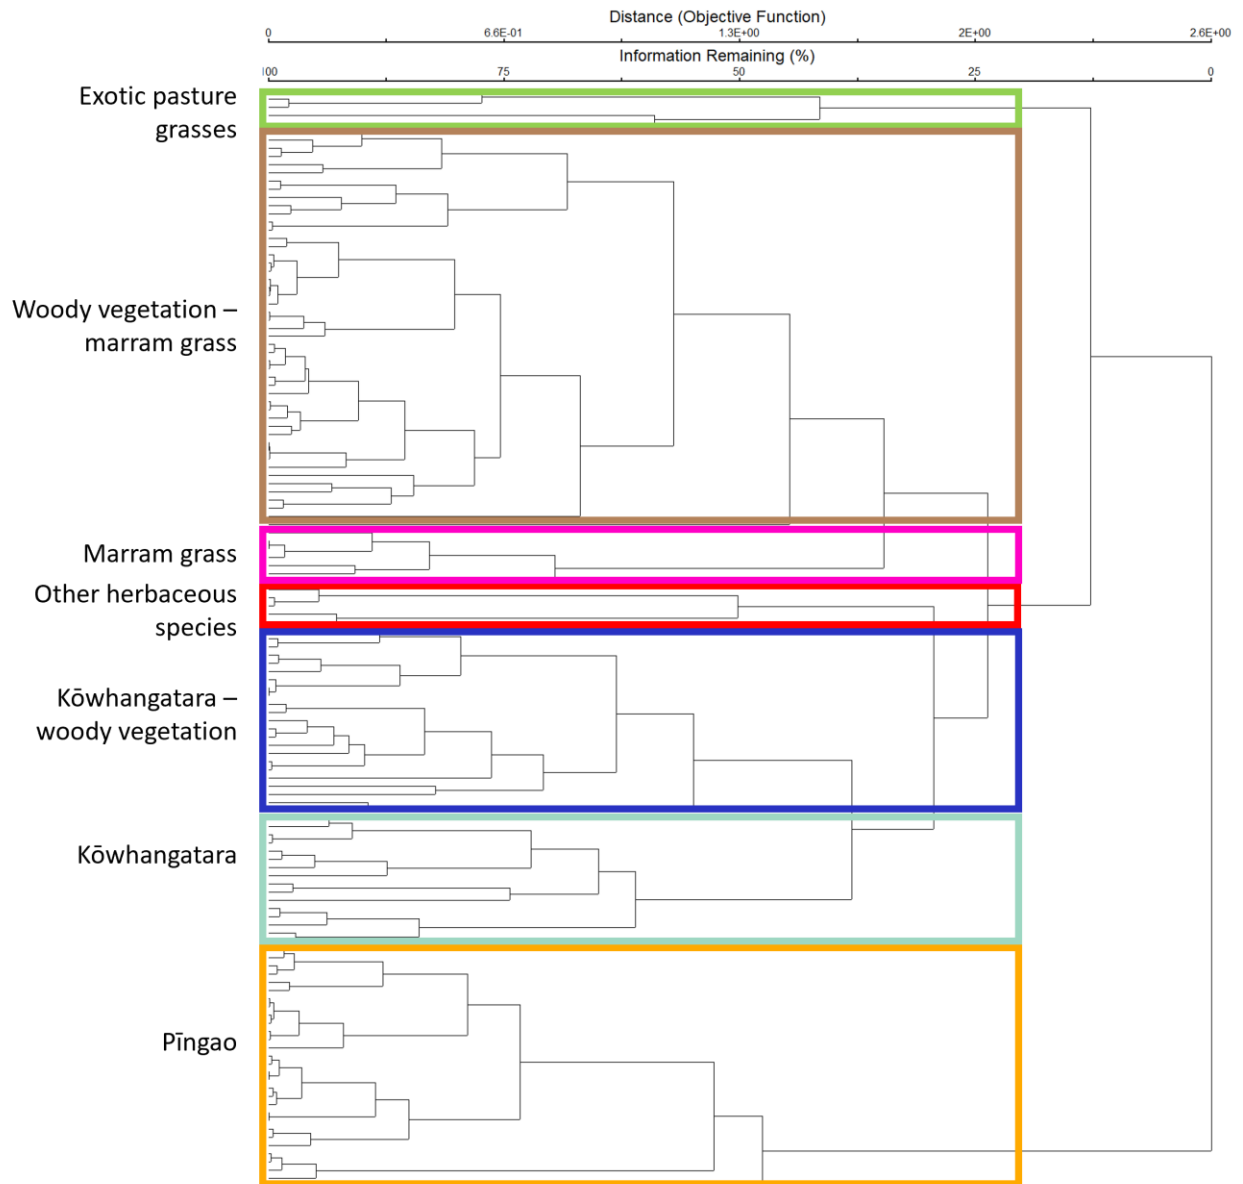 Distance (Objective Function)
0 6.6E-01 1.3E+00 2E+00 2.6E+00
Information Remaining (%)
100 75 50 25 0
Exotic pasture
grasses
Woody vegetation –
marram grass
Marram grass
Other herbaceous
species
Kōwhangatara –
woody vegetation
Kōwhangatara
Pīngao